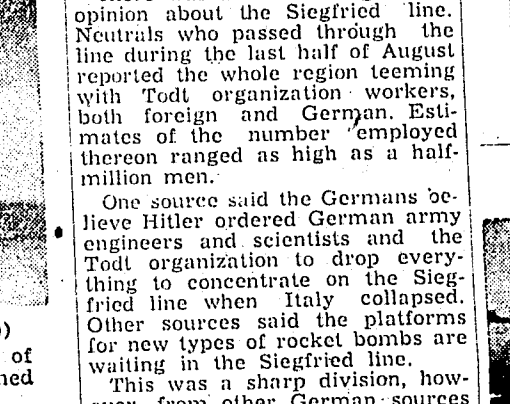 opinion about the Siegfried line.
Neutrals who passed through the
line during the last half of August
reported the whole region teeming
with Todt organization workers,
both foreign and German. Esti-
mates of the number employed
thereon ranged as high as a half-
million men.
One source said the Germans be-
lieve Hitler ordered German army
engineers and scientists and the
Todt organization to drop every-
thing to concentrate on the Sieg-
fried line when Italy collapsed.
Other sources said the platforms
for new types of rocket bombs are
waiting in the Siegfried line.
This was a sharp division, how-
from other German sources
)
of
ned